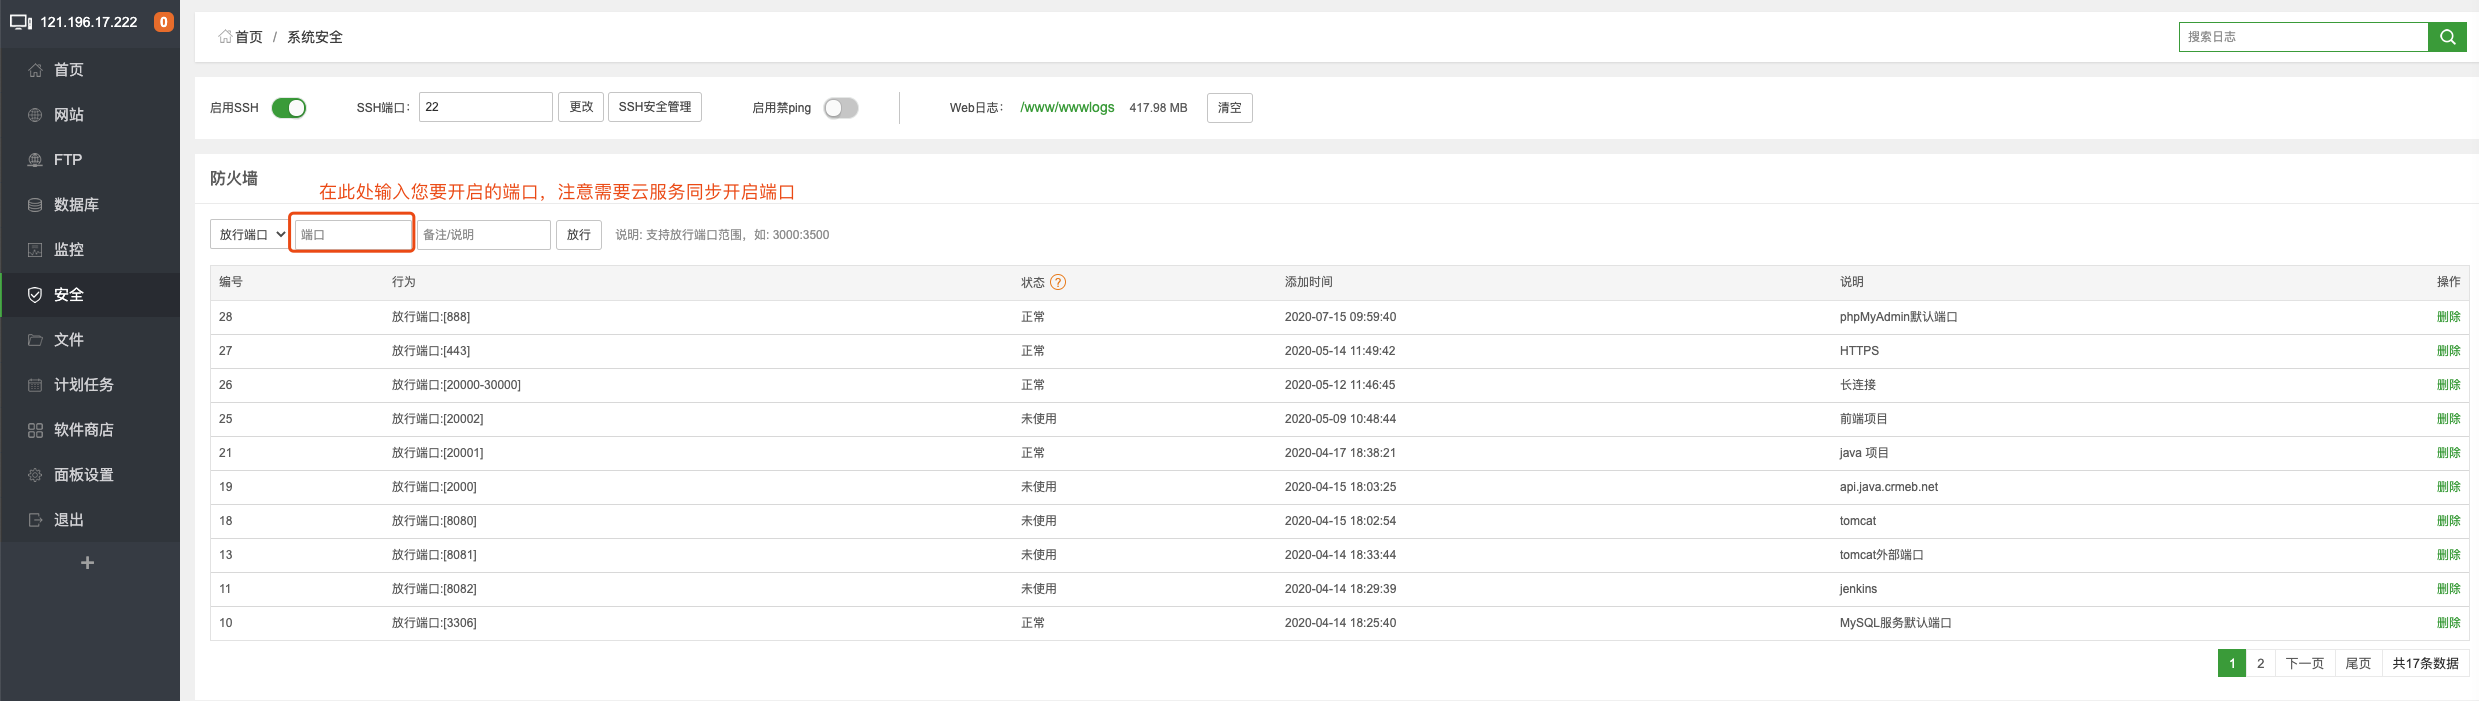 121.196.17.222 0
首页
网站
FTP
数据库
监控
安全
文件
计划任务
软件商店
面板设置
退出
首页 / 系统安全
搜索日志
启用SSH SSH端口: 22 更改 SSH安全管理 启用禁ping Web日志: /www/wwwlogs 417.98 MB 清空
防火墙
在此处输入您要开启的端口，注意需要云服务同步开启端口
放行端口 端口 备注/说明 放行 说明: 支持放行端口范围，如: 3000:3500
编号 行为 状态 ? 添加时间 说明 操作
28 放行端口:[888] 正常 2020-07-15 09:59:40 phpMyAdmin默认端口 删除
27 放行端口:[443] 正常 2020-05-14 11:49:42 HTTPS 删除
26 放行端口:[20000-30000] 正常 2020-05-12 11:46:45 长连接 删除
25 放行端口:[20002] 未使用 2020-05-09 10:48:44 前端项目 删除
21 放行端口:[20001] 正常 2020-04-17 18:38:21 java 项目 删除
19 放行端口:[2000] 未使用 2020-04-15 18:03:25 api.java.crmeb.net 删除
18 放行端口:[8080] 未使用 2020-04-15 18:02:54 tomcat 删除
13 放行端口:[8081] 未使用 2020-04-14 18:33:44 tomcat外部端口 删除
11 放行端口:[8082] 未使用 2020-04-14 18:29:39 jenkins 删除
10 放行端口:[3306] 正常 2020-04-14 18:25:40 MySQL服务默认端口 删除
1 2 下一页 尾页 共17条数据